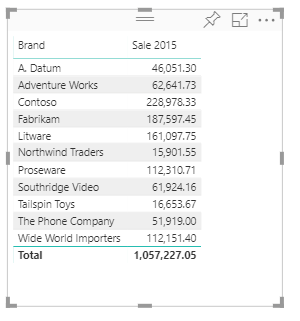 Brand Sale 2015
A. Datum 46,051.30
Adventure Works 62,641.73
Contoso 228,978.33
Fabrikam 187,597.45
Litware 161,097.75
Northwind Traders 15,901.55
Proseware 112,310.71
Southridge Video 61,924.16
Tailspin Toys 16,653.67
The Phone Company 51,919.00
Wide World Importers 112,151.40
Total 1,057,227.05